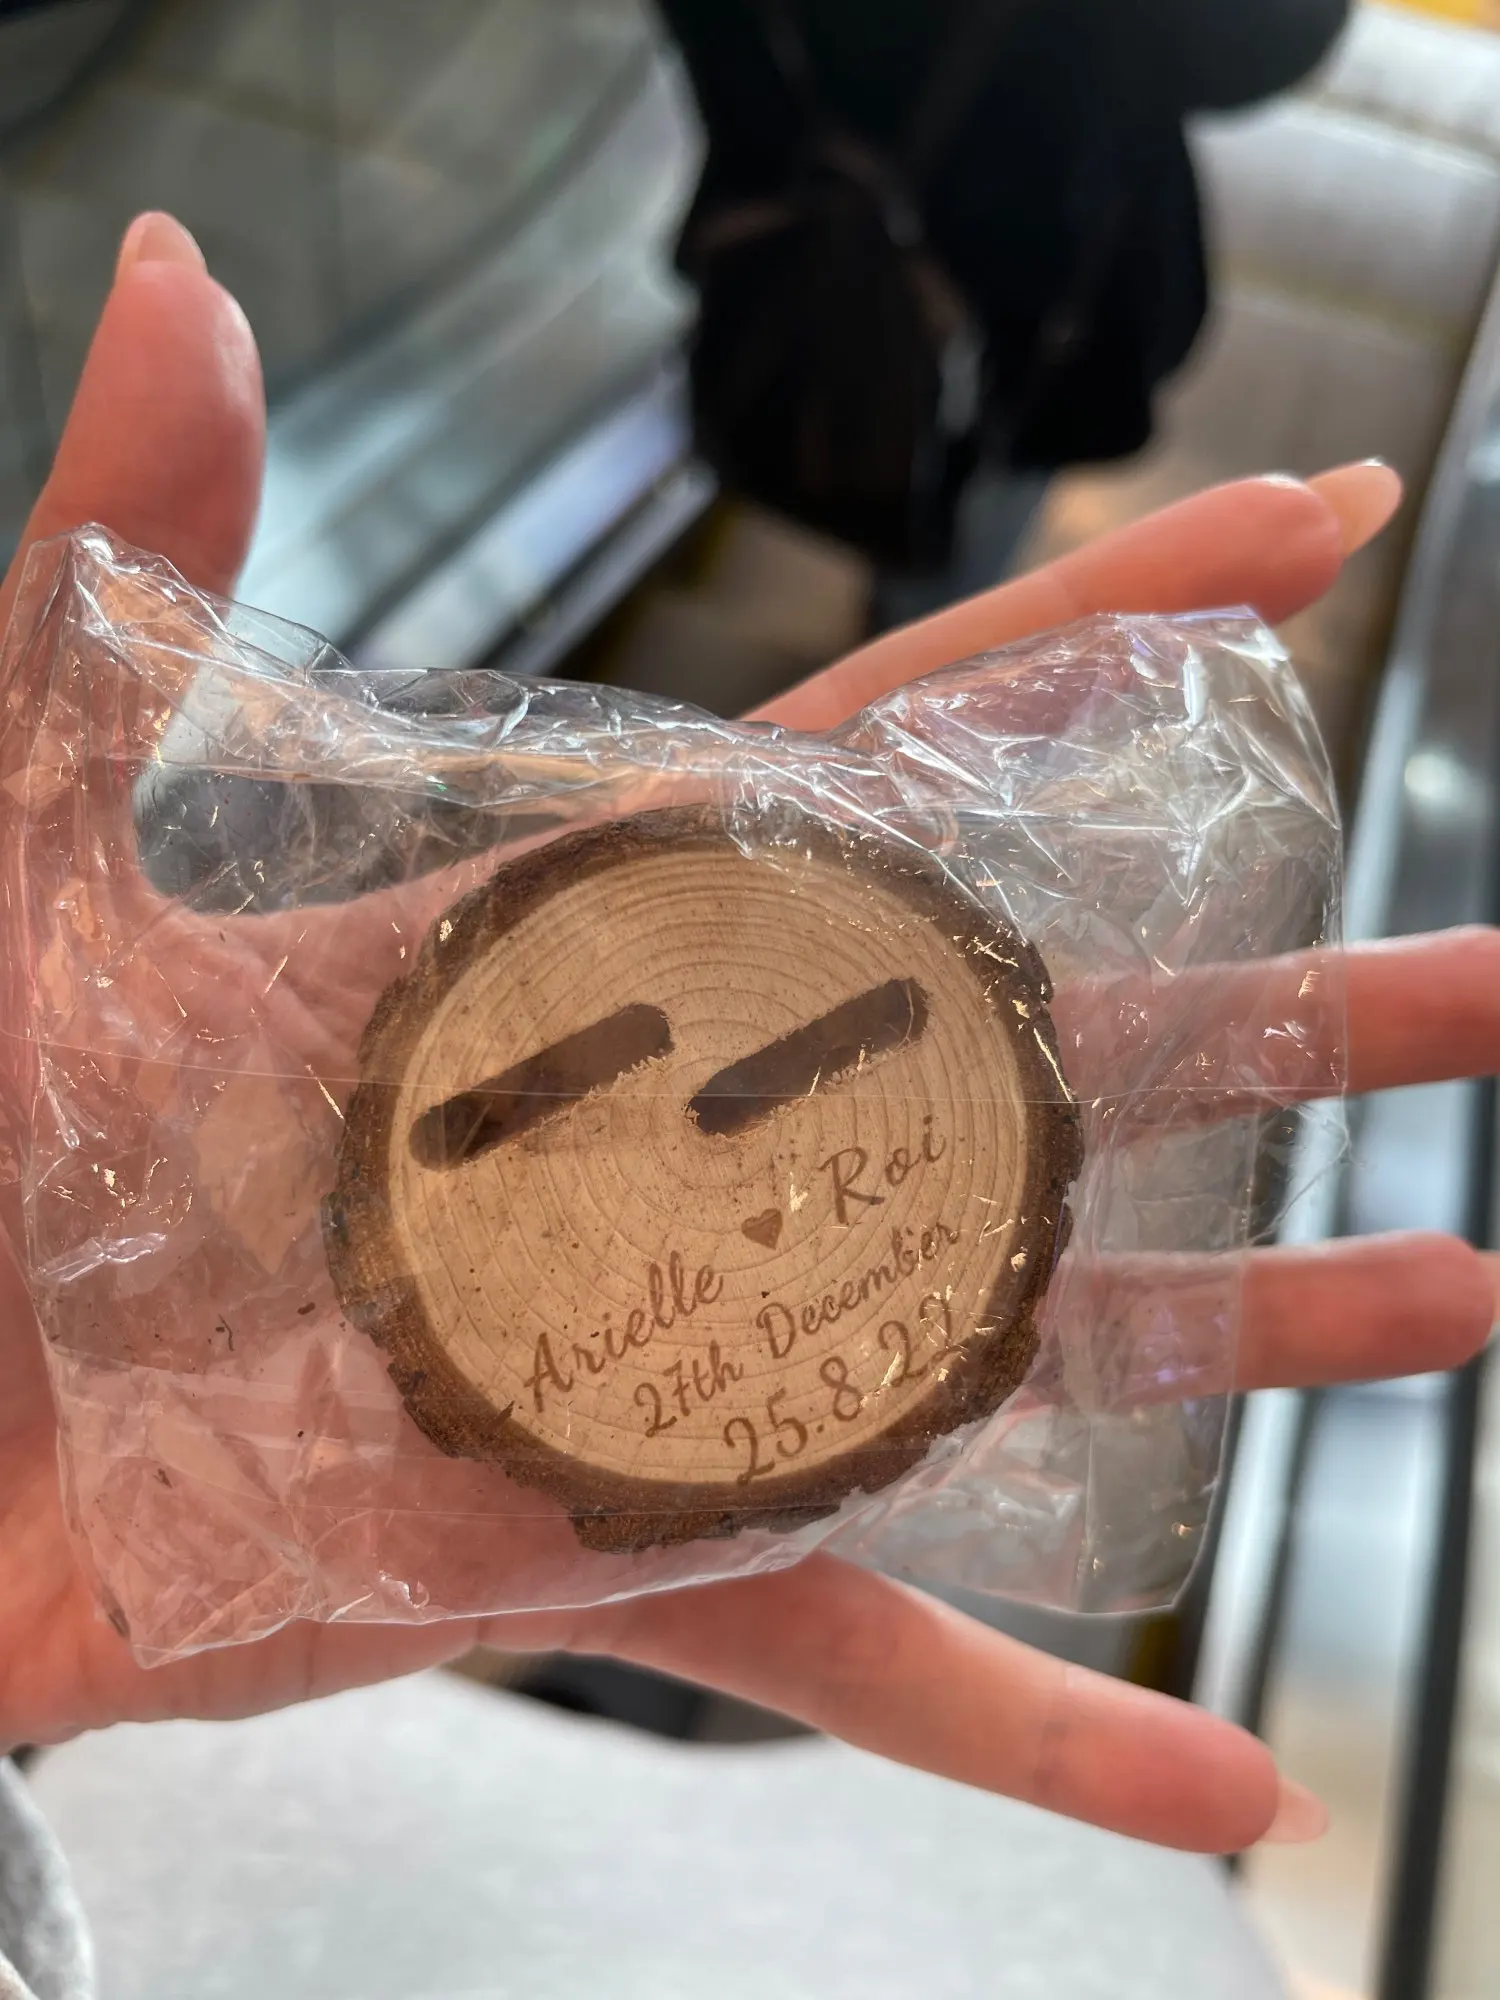 Arielle ♥ Roi
27th December
25.8.22